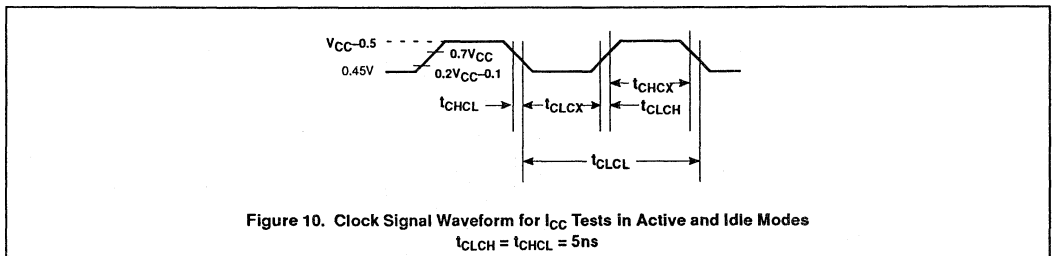 VCC–0.5
0.7VCC
0.45V
0.2VCC–0.1
tCHCX
tCHCL
tCLCX
tCLCH
tCLCL
Figure 10. Clock Signal Waveform for ICC Tests in Active and Idle Modes
tCLCH = tCHCL = 5ns